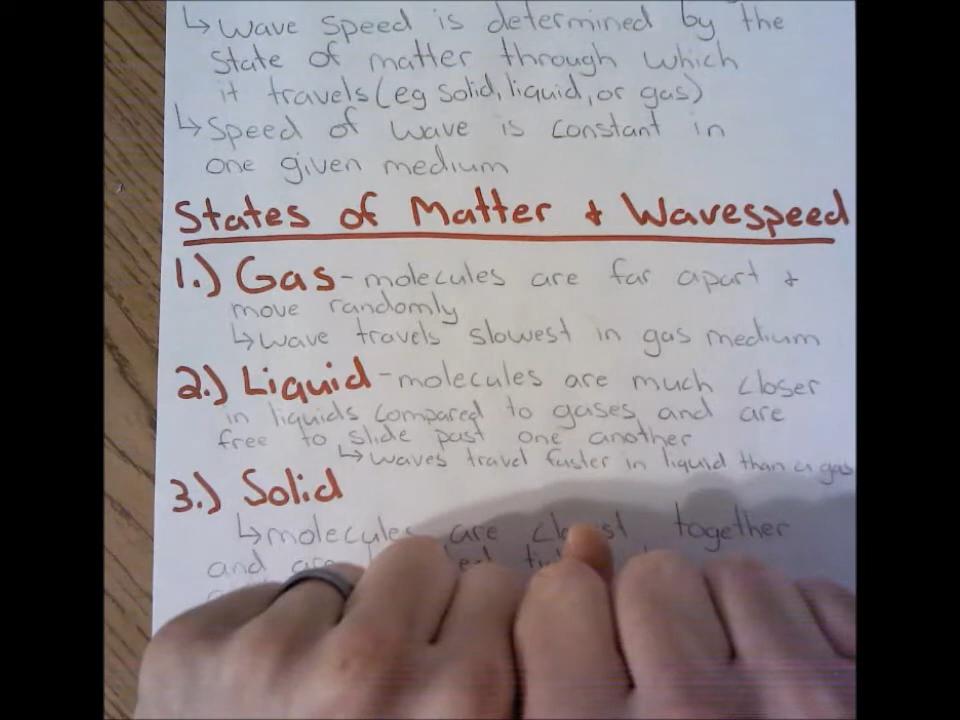 ↳ Wave speed is determined by the
state of matter through which
it travels (eg solid, liquid, or gas)
↳ Speed of wave is constant in
one given medium
States of Matter + Wavespeed
1.) Gas - molecules are far apart +
move randomly
↳ wave travels slowest in gas medium
2.) Liquid - molecules are much closer
in liquids compared to gases and are
free to slide past one another
↳ waves travel faster in liquid than a gas
3.) Solid
↳ molecules are closest together
and are